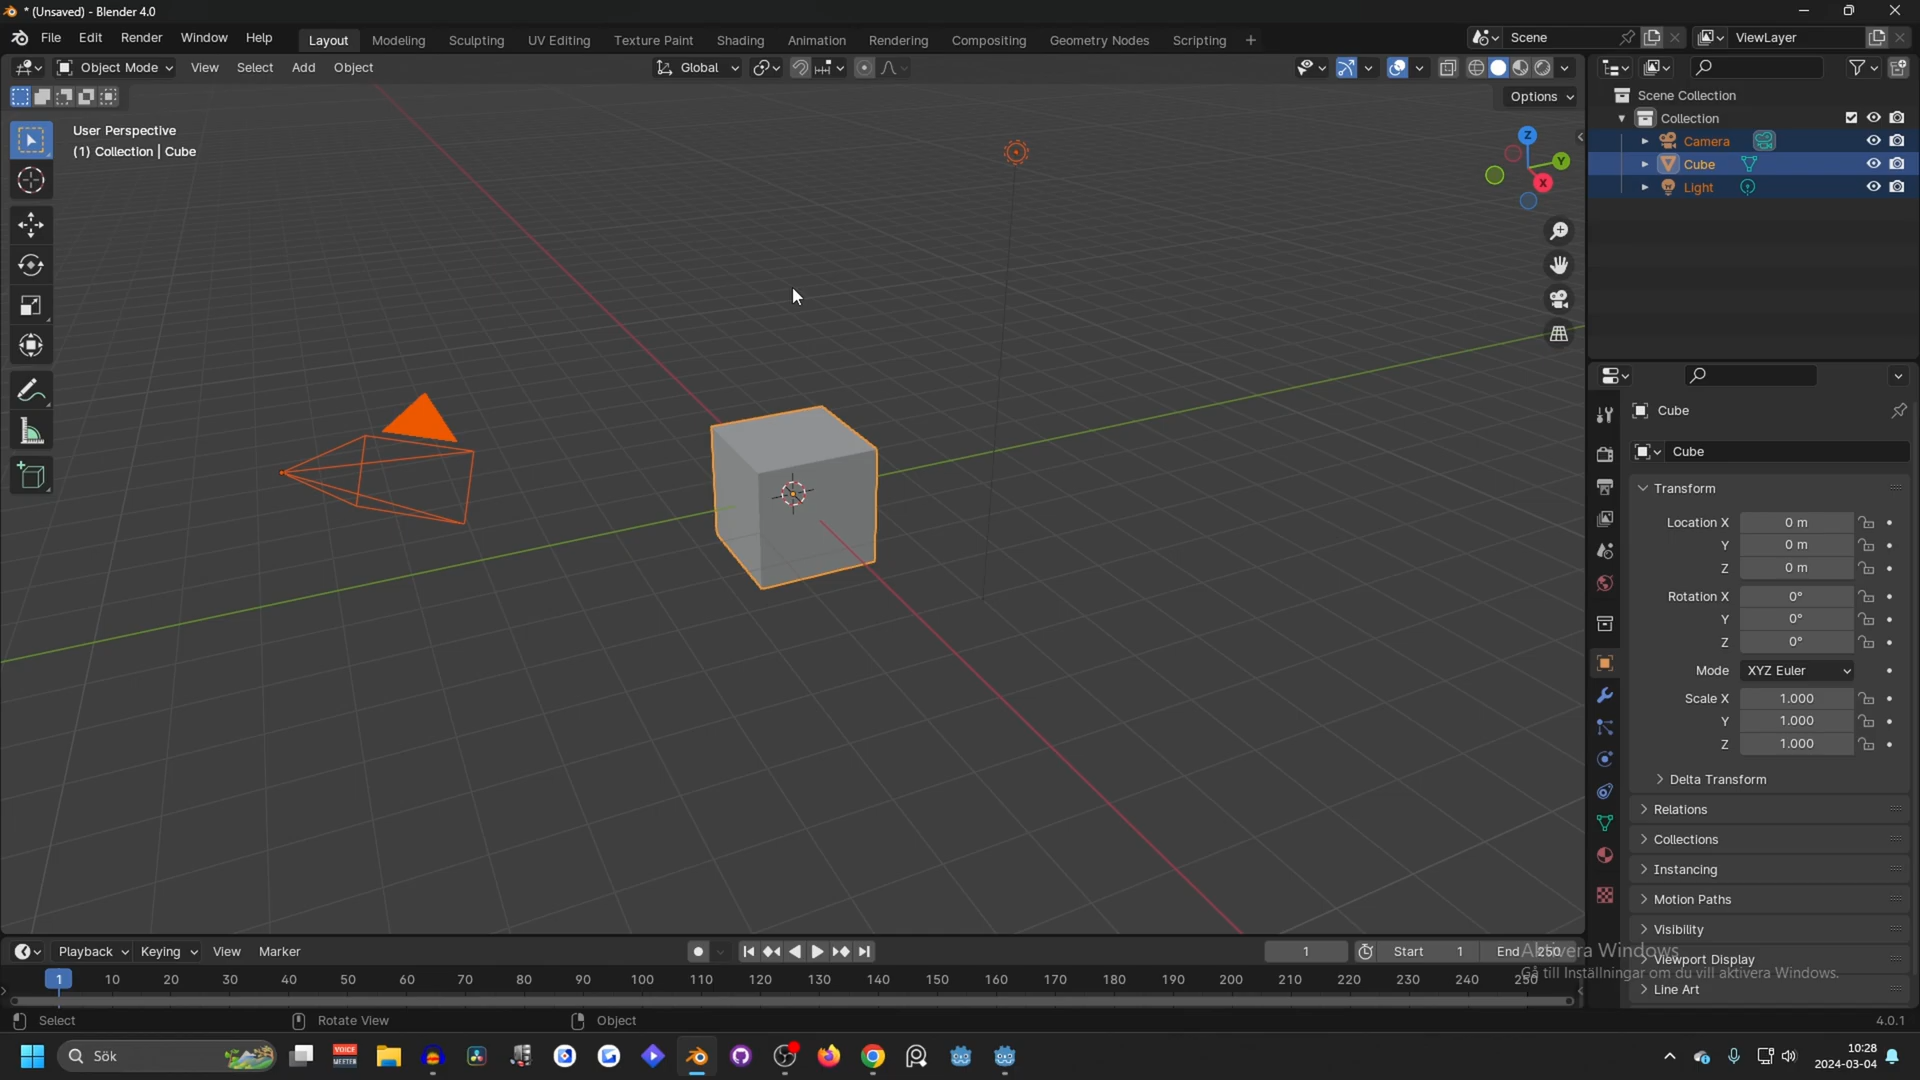 * (Unsaved) - Blender 4.0
File Edit Render Window Help Layout Modeling Sculpting UV Editing Texture Paint Shading Animation Rendering Compositing Geometry Nodes Scripting + Scene ViewLayer
Object Mode View Select Add Object Global
Options
User Perspective
(1) Collection | Cube
Z
Y
X
Scene Collection
Collection
Camera
Cube
Light
Cube
Cube
Transform
Location X 0 m
Y 0 m
Z 0 m
Rotation X 0°
Y 0°
Z 0°
Mode XYZ Euler
Scale X 1.000
Y 1.000
Z 1.000
Delta Transform
Relations
Collections
Instancing
Motion Paths
Visibility
Viewport Display
Line Art
Aktivera Windows
Gå till Inställningar om du vill aktivera Windows.
Playback Keying View Marker 1 Start 1 End 250
1 10 20 30 40 50 60 70 80 90 100 110 120 130 140 150 160 170 180 190 200 210 220 230 240 250
Select Rotate View Object 4.0.1
Sök VOICE MEETER 10:28
2024-03-04